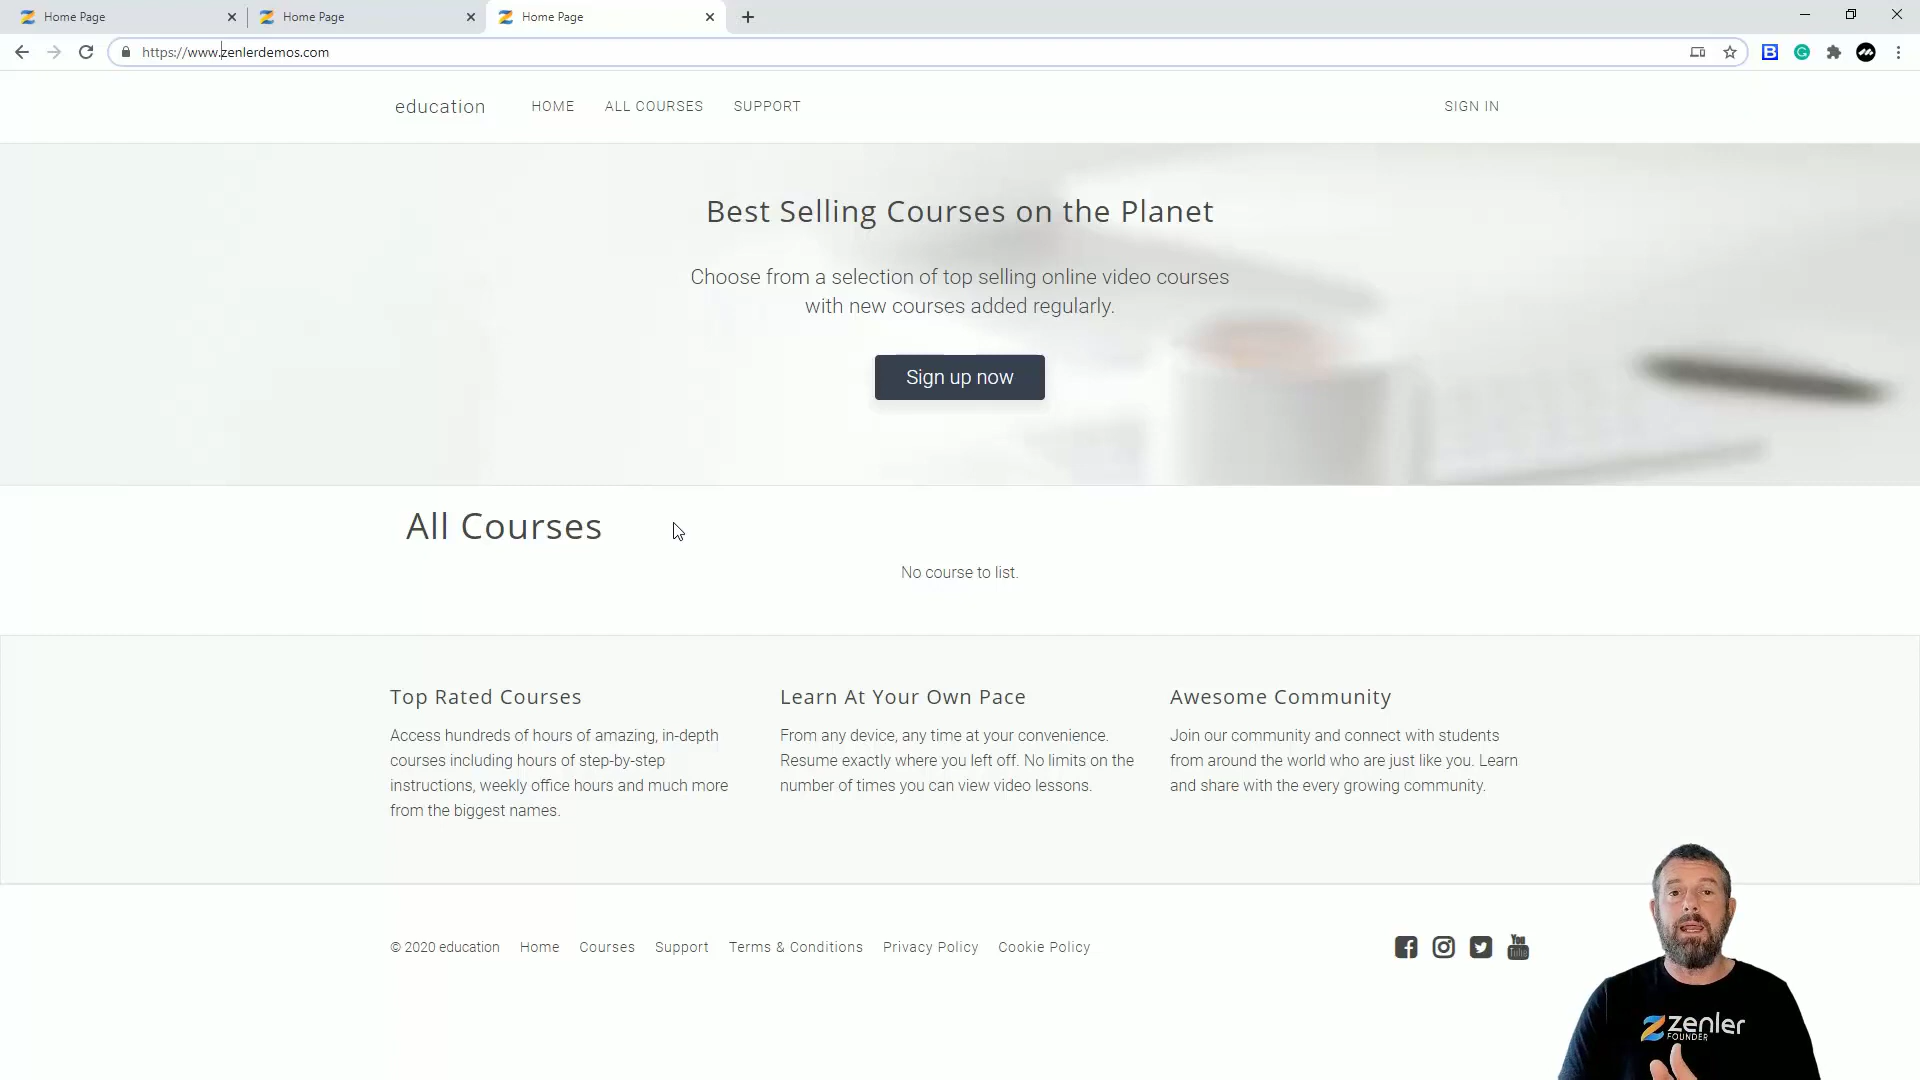 Home Page
Home Page
Home Page
https://www.zenlerdemos.com
education HOME ALL COURSES SUPPORT SIGN IN
Best Selling Courses on the Planet
Choose from a selection of top selling online video courses
with new courses added regularly.
Sign up now
All Courses
No course to list.
Top Rated Courses
Access hundreds of hours of amazing, in-depth
courses including hours of step-by-step
instructions, weekly office hours and much more
from the biggest names.
Learn At Your Own Pace
From any device, any time at your convenience.
Resume exactly where you left off. No limits on the
number of times you can view video lessons.
Awesome Community
Join our community and connect with students
from around the world who are just like you. Learn
and share with the every growing community.
© 2020 education Home Courses Support Terms & Conditions Privacy Policy Cookie Policy
You Tube
zenler
FOUNDER